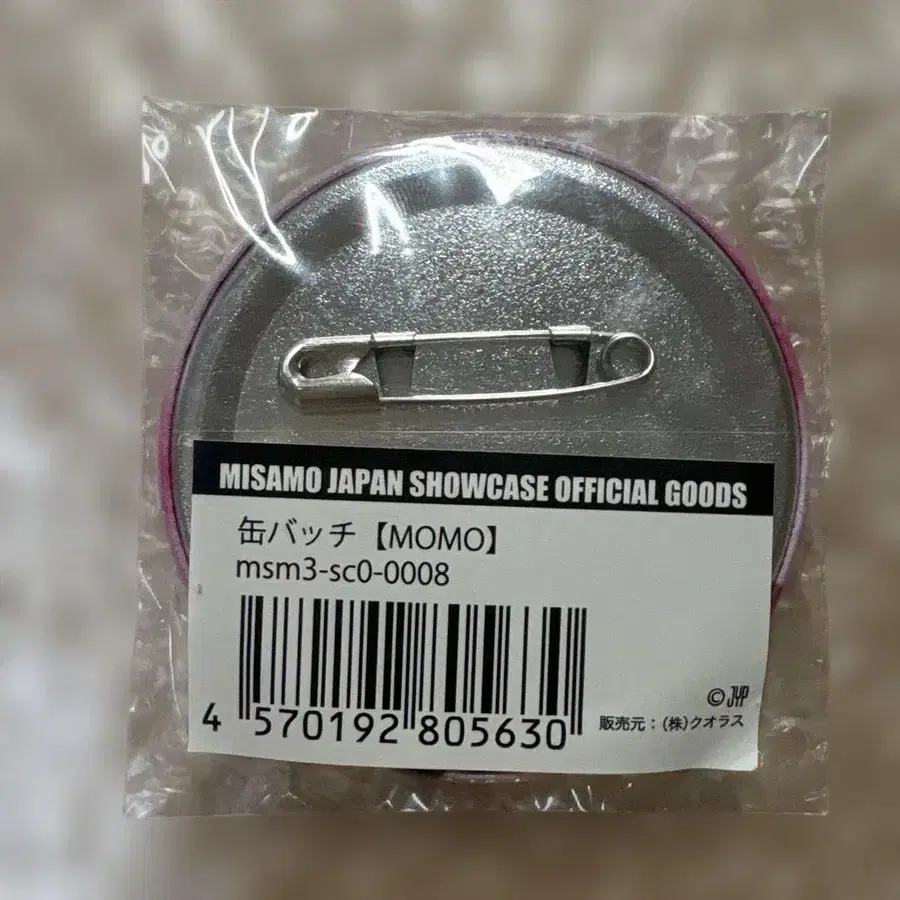 MISAMO JAPAN SHOWCASE OFFICIAL GOODS
缶バッチ【MOMO】
msm3-sc0-0008
4 570192 805630
© JYP
販売元：(株)クオラス